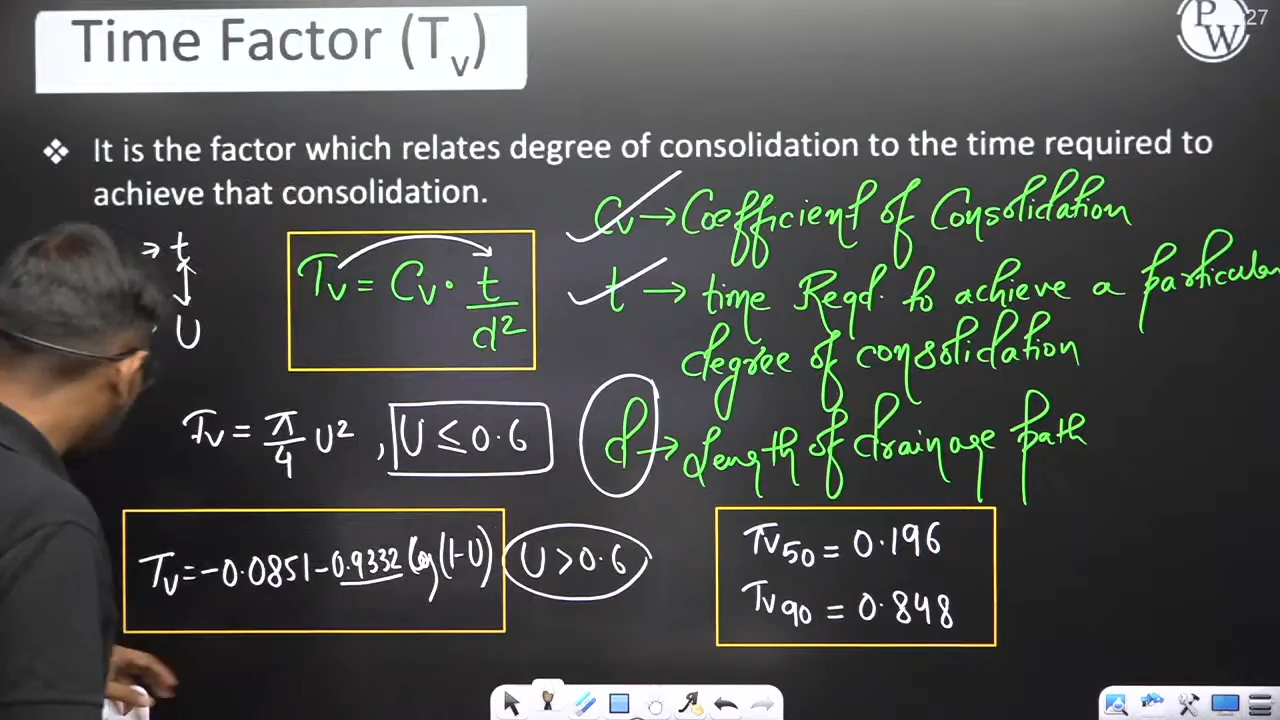 Time Factor (Tv)
PW
27
❖ It is the factor which relates degree of consolidation to the time required to
achieve that consolidation.
→ t
↕
U
Tv = Cv · t/d²
Cv → Coefficient of Consolidation
t → time Reqd. to achieve a particular
degree of consolidation
d → Length of drainage path
Tv = π/4 U² , U ≤ 0.6
Tv = -0.0851 - 0.9332 log(1-U) U > 0.6
Tv50 = 0.196
Tv90 = 0.848